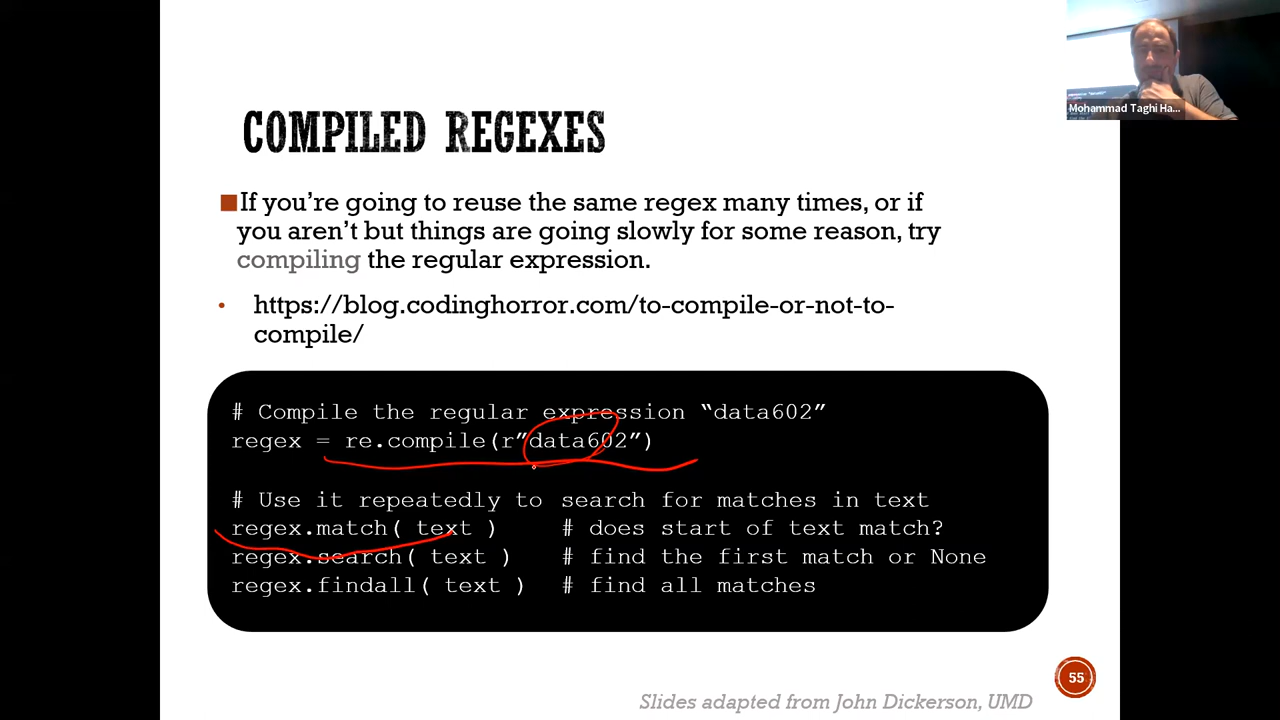 Mohammad Taghi Ha...
COMPILED REGEXES
If you're going to reuse the same regex many times, or if
you aren't but things are going slowly for some reason, try
compiling the regular expression.
• https://blog.codinghorror.com/to-compile-or-not-to-
compile/
# Compile the regular expression “data602”
regex = re.compile(r”data602”)
# Use it repeatedly to search for matches in text
regex.match( text ) # does start of text match?
regex.search( text ) # find the first match or None
regex.findall( text ) # find all matches
55
Slides adapted from John Dickerson, UMD